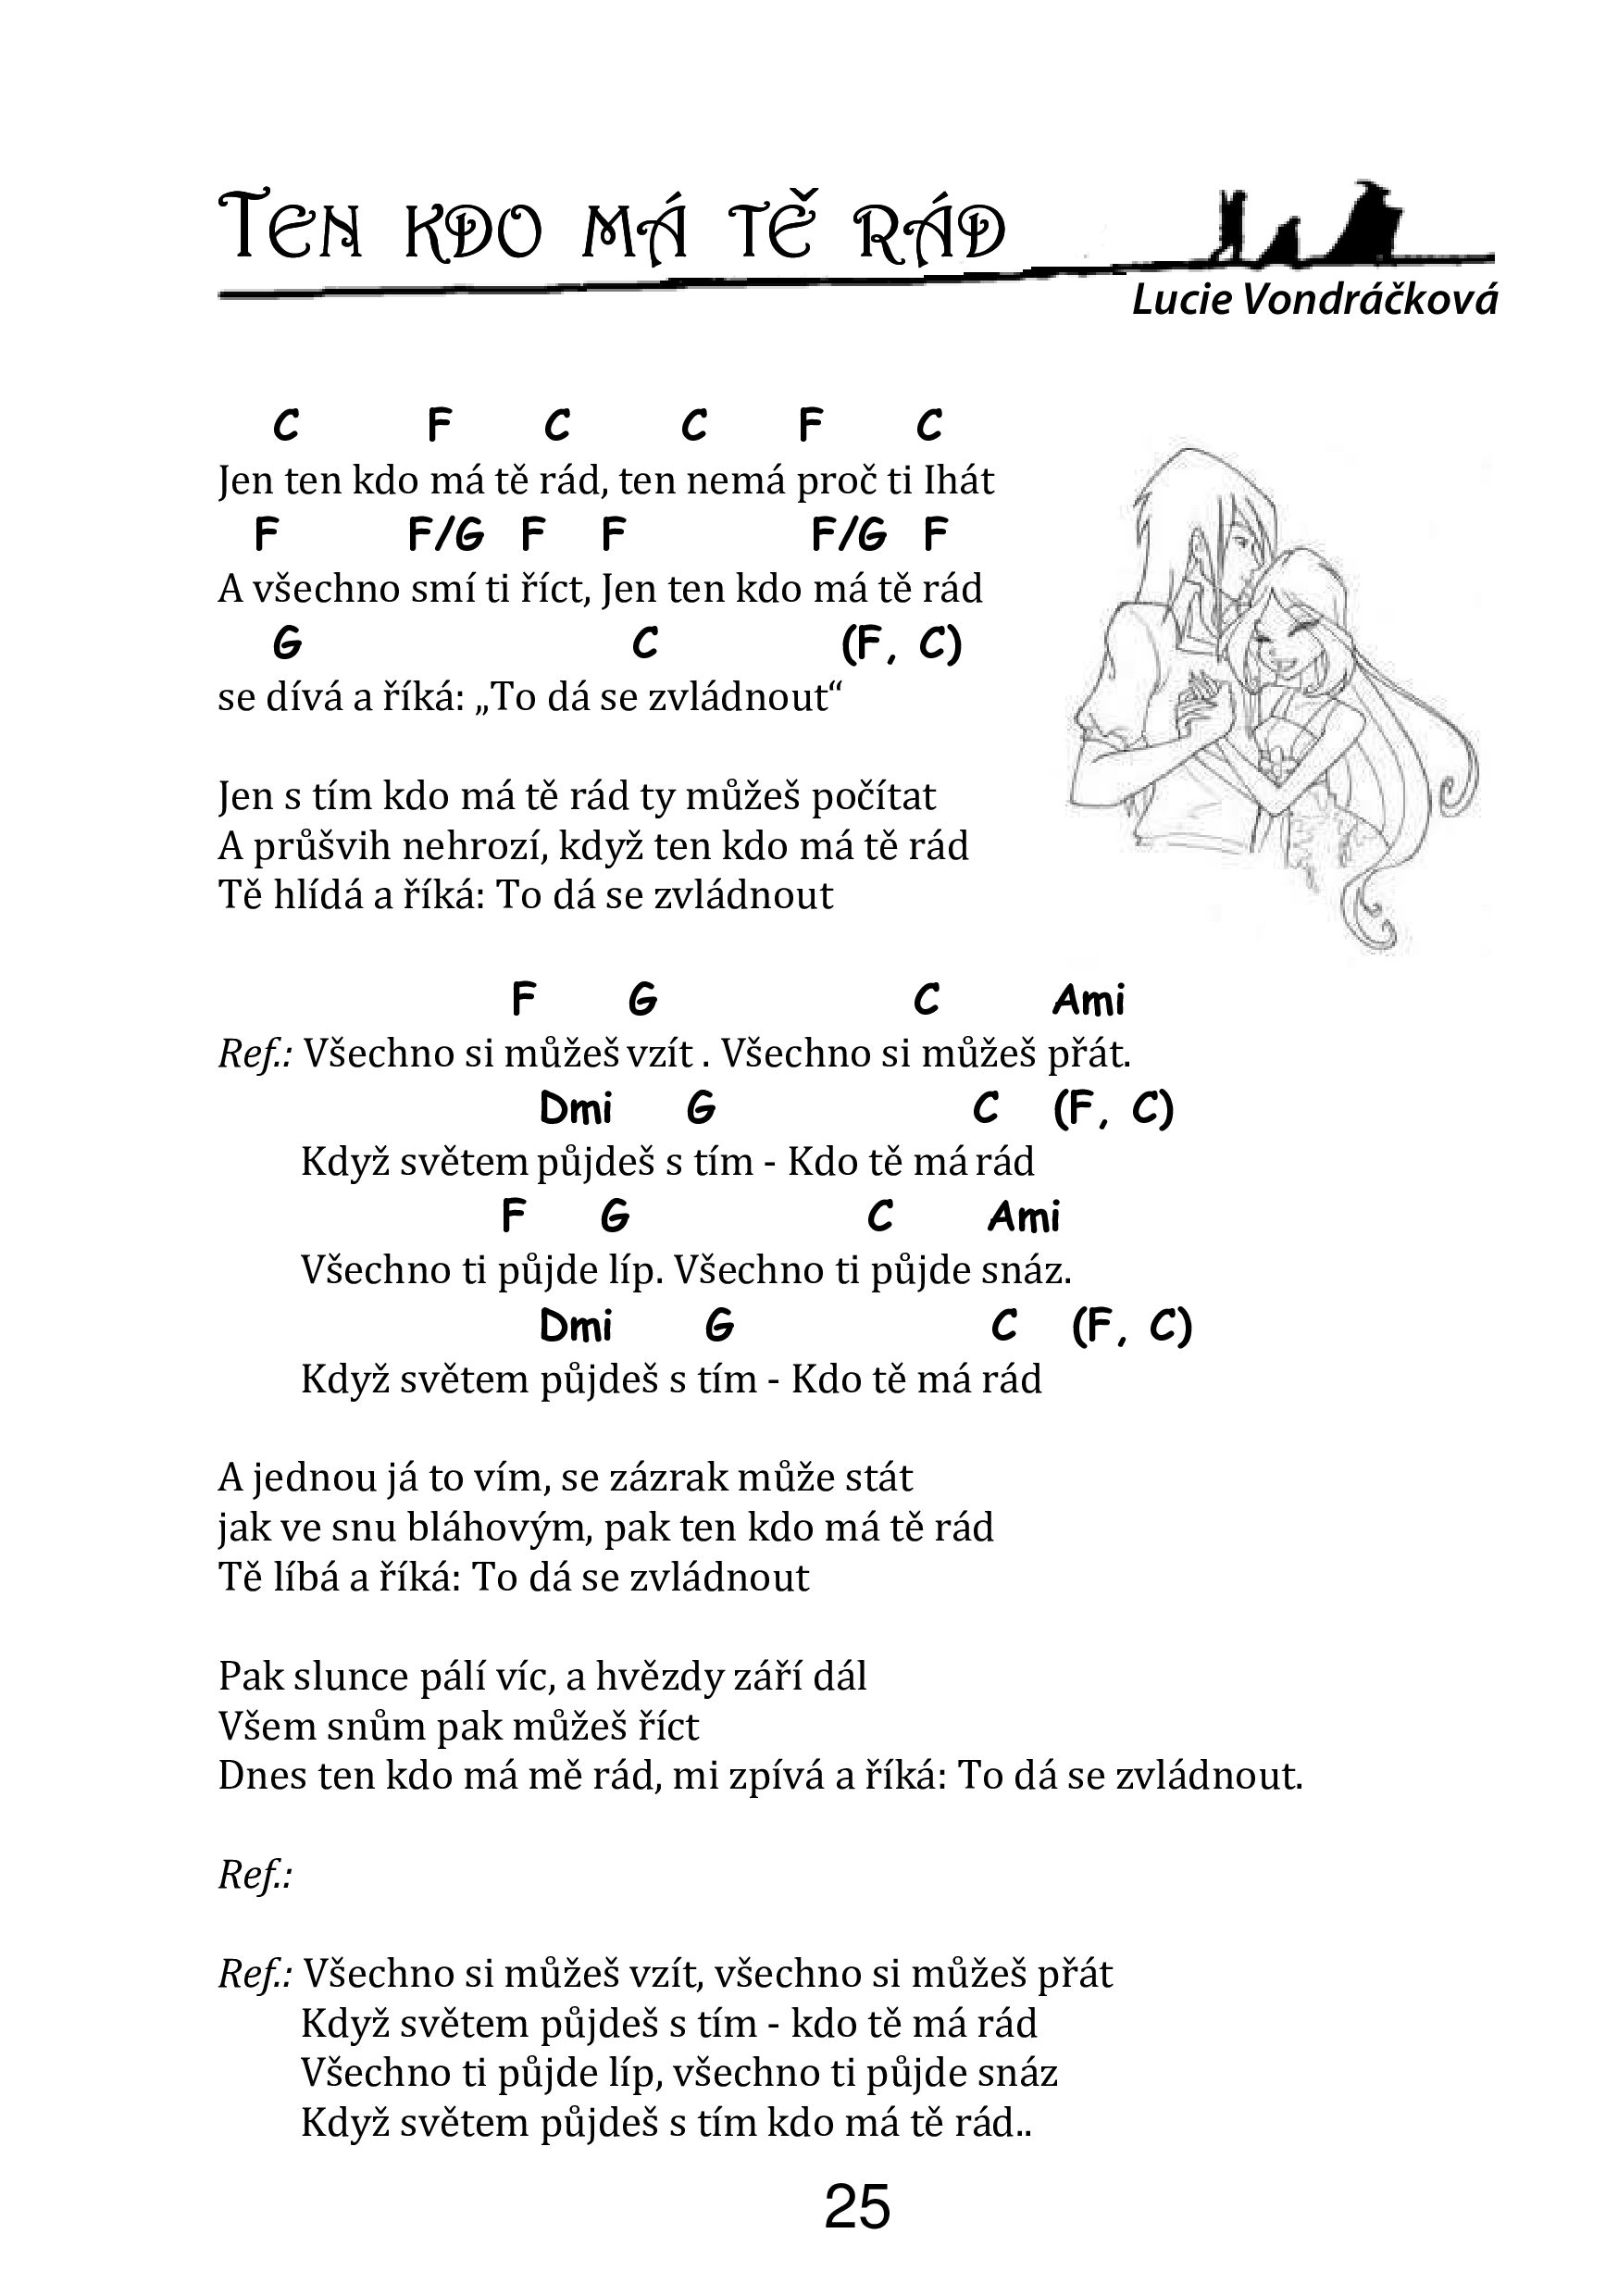 Ten kdo má tě rád
Lucie Vondráčková
C F C C F C
Jen ten kdo má tě rád, ten nemá proč ti Ihát
F F/G F F F/G F
A všechno smí ti říct, Jen ten kdo má tě rád
G C (F, C)
se dívá a říká: „To dá se zvládnout“
Jen s tím kdo má tě rád ty můžeš počítat
A průšvih nehrozí, když ten kdo má tě rád
Tě hlídá a říká: To dá se zvládnout
F G C Ami
Ref.: Všechno si můžeš vzít . Všechno si můžeš přát.
Dmi G C (F, C)
Když světem půjdeš s tím - Kdo tě má rád
F G C Ami
Všechno ti půjde líp. Všechno ti půjde snáz.
Dmi G C (F, C)
Když světem půjdeš s tím - Kdo tě má rád
A jednou já to vím, se zázrak může stát
jak ve snu bláhovým, pak ten kdo má tě rád
Tě líbá a říká: To dá se zvládnout
Pak slunce pálí víc, a hvězdy září dál
Všem snům pak můžeš říct
Dnes ten kdo má mě rád, mi zpívá a říká: To dá se zvládnout.
Ref.:
Ref.: Všechno si můžeš vzít, všechno si můžeš přát
Když světem půjdeš s tím - kdo tě má rád
Všechno ti půjde líp, všechno ti půjde snáz
Když světem půjdeš s tím kdo má tě rád..
25